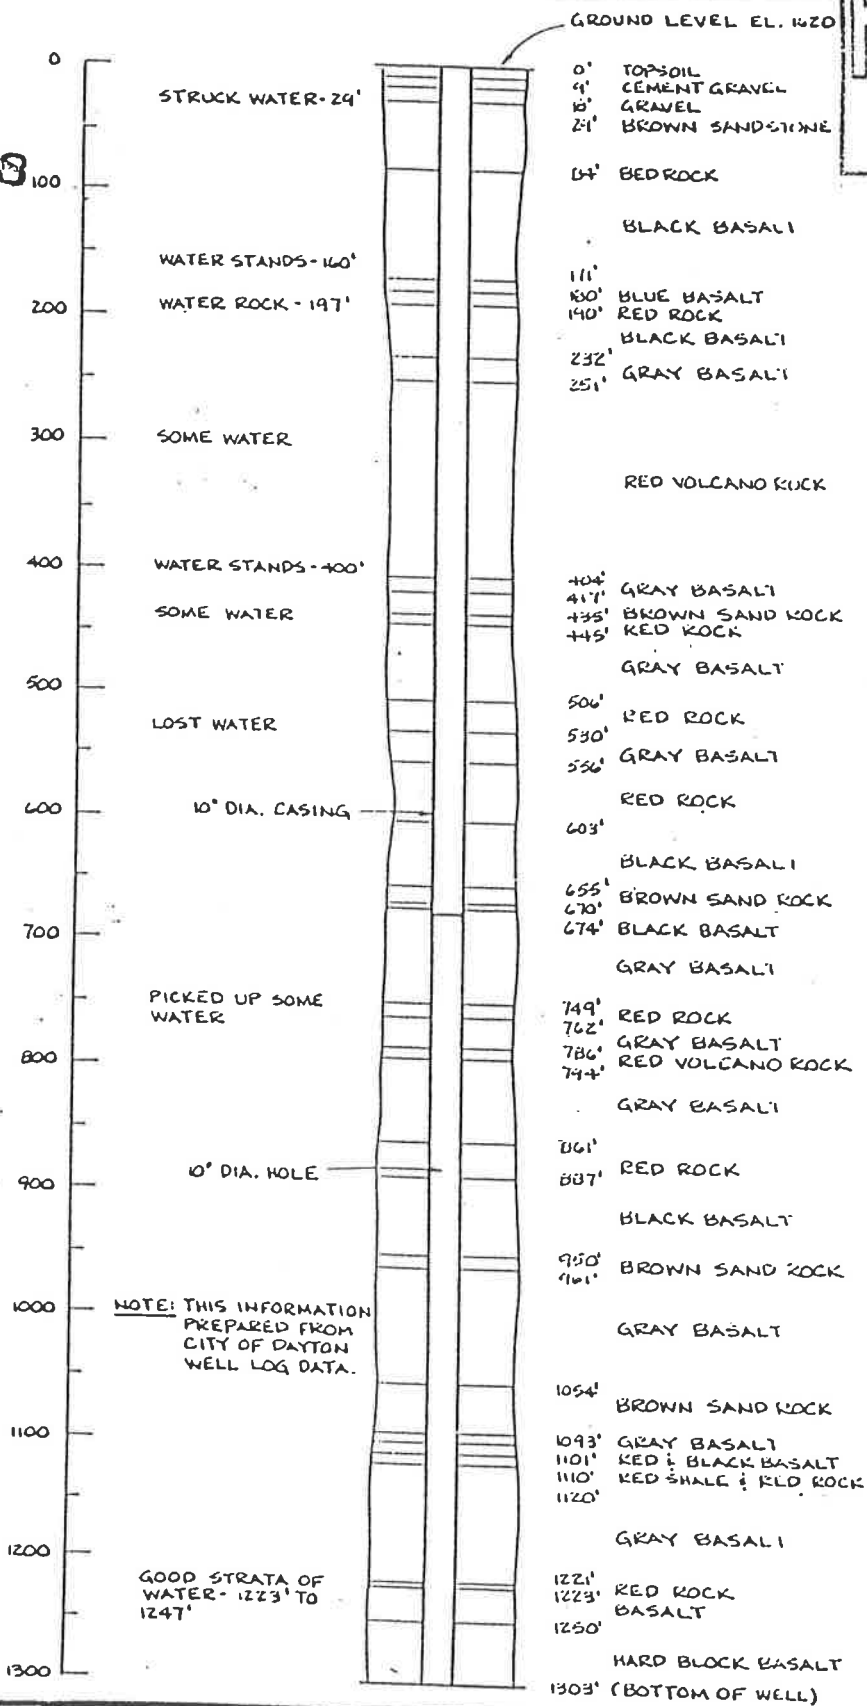 GROUND LEVEL EL. 1620
0
0' TOPSOIL
9' CEMENT GRAVEL
STRUCK WATER - 29'
18' GRAVEL
29' BROWN SANDSTONE
100
84' BEDROCK
BLACK BASALT
WATER STANDS - 160'
171'
180' BLUE BASALT
200
WATER ROCK - 197'
190' RED ROCK
BLACK BASALT
232'
GRAY BASALT
251'
300
SOME WATER
RED VOLCANO ROCK
400
WATER STANDS - 400'
404'
GRAY BASALT
417'
SOME WATER
435' BROWN SAND ROCK
445' RED ROCK
GRAY BASALT
500
506'
RED ROCK
LOST WATER
530'
GRAY BASALT
556'
RED ROCK
600
10" DIA. CASING
603'
BLACK BASALT
655'
BROWN SAND ROCK
670'
700
674' BLACK BASALT
GRAY BASALT
PICKED UP SOME
WATER
749'
RED ROCK
762'
GRAY BASALT
800
786'
RED VOLCANO ROCK
794'
GRAY BASALT
861'
10" DIA. HOLE
RED ROCK
900
887'
BLACK BASALT
950'
BROWN SAND ROCK
961'
1000
NOTE: THIS INFORMATION
PREPARED FROM
CITY OF DAYTON
WELL LOG DATA.
GRAY BASALT
1054'
BROWN SAND ROCK
1100
1093' GRAY BASALT
1101' RED & BLACK BASALT
1110' RED SHALE & RED ROCK
1120'
GRAY BASALT
1200
GOOD STRATA OF
WATER - 1223' TO
1247'
1221'
RED ROCK
1223'
BASALT
1250'
HARD BLOCK BASALT
1300
1303' (BOTTOM OF WELL)